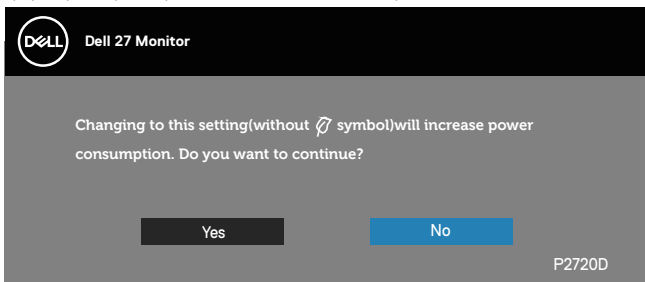 DELL
Dell 27 Monitor
Changing to this setting(without symbol)will increase power
consumption. Do you want to continue?
Yes No
P2720D